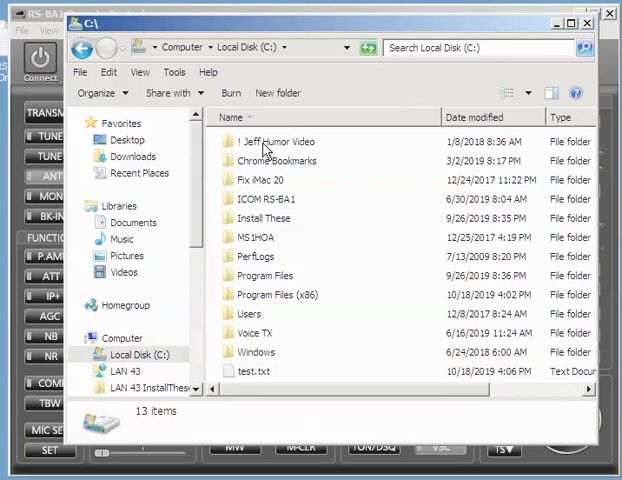 RS-BA1
C:\
File View
Computer Local Disk (C:)
Search Local Disk (C:)
Connect
File Edit View Tools Help
Organize Share with Burn New folder
Name Date modified Type
TRANSM
Favorites
TUNE
Desktop
! Jeff Humor Video 1/8/2018 8:36 AM File folder
TUNE
Downloads
Chrome Bookmarks 3/2/2019 8:17 PM File folder
ANT
Recent Places
Fix iMac 20 12/24/2017 11:22 PM File folder
MON
Libraries
ICOM RS-BA1 6/30/2019 8:04 AM File folder
BK-IN
Documents
Install These 9/26/2019 8:35 PM File folder
FUNCTIO
Music
MS1HOA 12/25/2017 4:19 PM File folder
P.AM
Pictures
PerfLogs 7/13/2009 8:20 PM File folder
ATT
Videos
Program Files 9/26/2019 8:36 PM File folder
IP+
Homegroup
Program Files (x86) 10/18/2019 4:02 PM File folder
AGC
Users 12/8/2017 8:24 AM File folder
NB
Computer
Voice TX 6/16/2019 11:24 AM File folder
NR
Local Disk (C:)
Windows 6/24/2018 6:00 AM File folder
LAN 43
test.txt 10/18/2019 4:06 PM Text Docum
COM
LAN 43 InstallThese
TBW
13 items
MIC SE
SET MW M-CLR TON/DSQ VSC TS▼